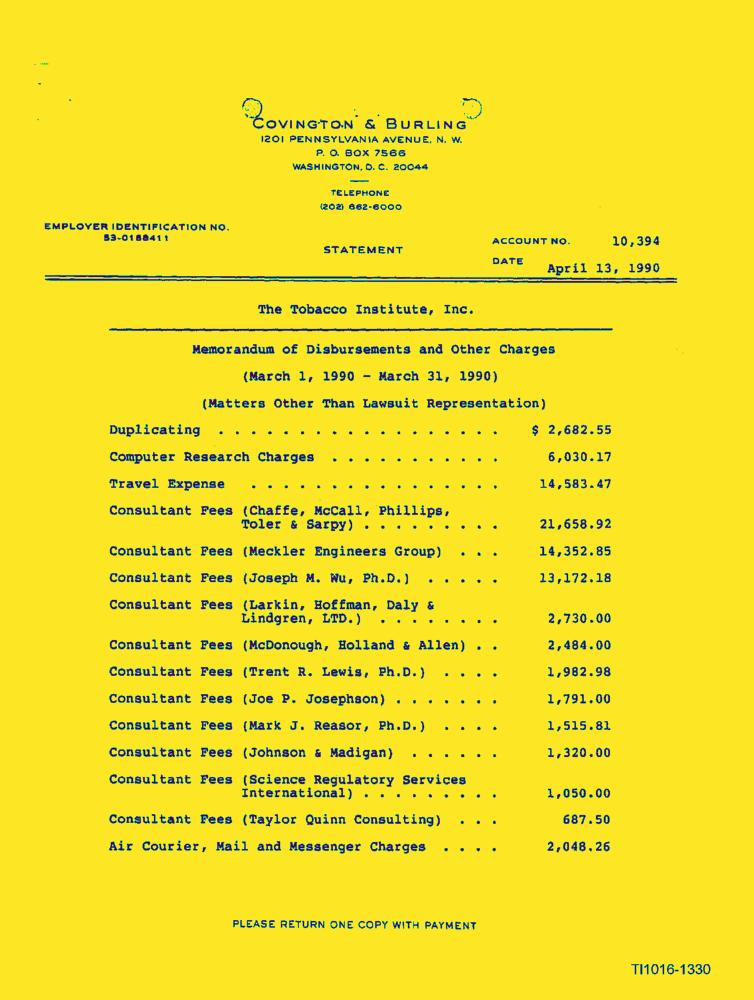 COVINGTON & BURLING
1201 PENNSYLVANIA AVENUE, N. W.
P. O. BOX 7566
WASHINGTON, D. C. 20044
TELEPHONE
(202) 662-6000
EMPLOYER IDENTIFICATION NO.
53-0188411
STATEMENT
ACCOUNT NO. 10,394
DATE April 13, 1990
The Tobacco Institute, Inc.
Memorandum of Disbursements and Other Charges
(March 1, 1990 - March 31, 1990)
(Matters Other Than Lawsuit Representation)
Duplicating . . . . . . . . . . . . . . . . . . $ 2,682.55
Computer Research Charges . . . . . . . . . . . 6,030.17
Travel Expense . . . . . . . . . . . . . . . . 14,583.47
Consultant Fees (Chaffe, McCall, Phillips,
Toler & Sarpy) . . . . . . . . . 21,658.92
Consultant Fees (Meckler Engineers Group) . . . 14,352.85
Consultant Fees (Joseph M. Wu, Ph.D.) . . . . . 13,172.18
Consultant Fees (Larkin, Hoffman, Daly &
Lindgren, LTD.) . . . . . . . . 2,730.00
Consultant Fees (McDonough, Holland & Allen) . . 2,484.00
Consultant Fees (Trent R. Lewis, Ph.D.) . . . . 1,982.98
Consultant Fees (Joe P. Josephson) . . . . . . . 1,791.00
Consultant Fees (Mark J. Reasor, Ph.D.) . . . . 1,515.81
Consultant Fees (Johnson & Madigan) . . . . . . 1,320.00
Consultant Fees (Science Regulatory Services
International) . . . . . . . . . 1,050.00
Consultant Fees (Taylor Quinn Consulting) . . . 687.50
Air Courier, Mail and Messenger Charges . . . . 2,048.26
PLEASE RETURN ONE COPY WITH PAYMENT
TI1016-1330